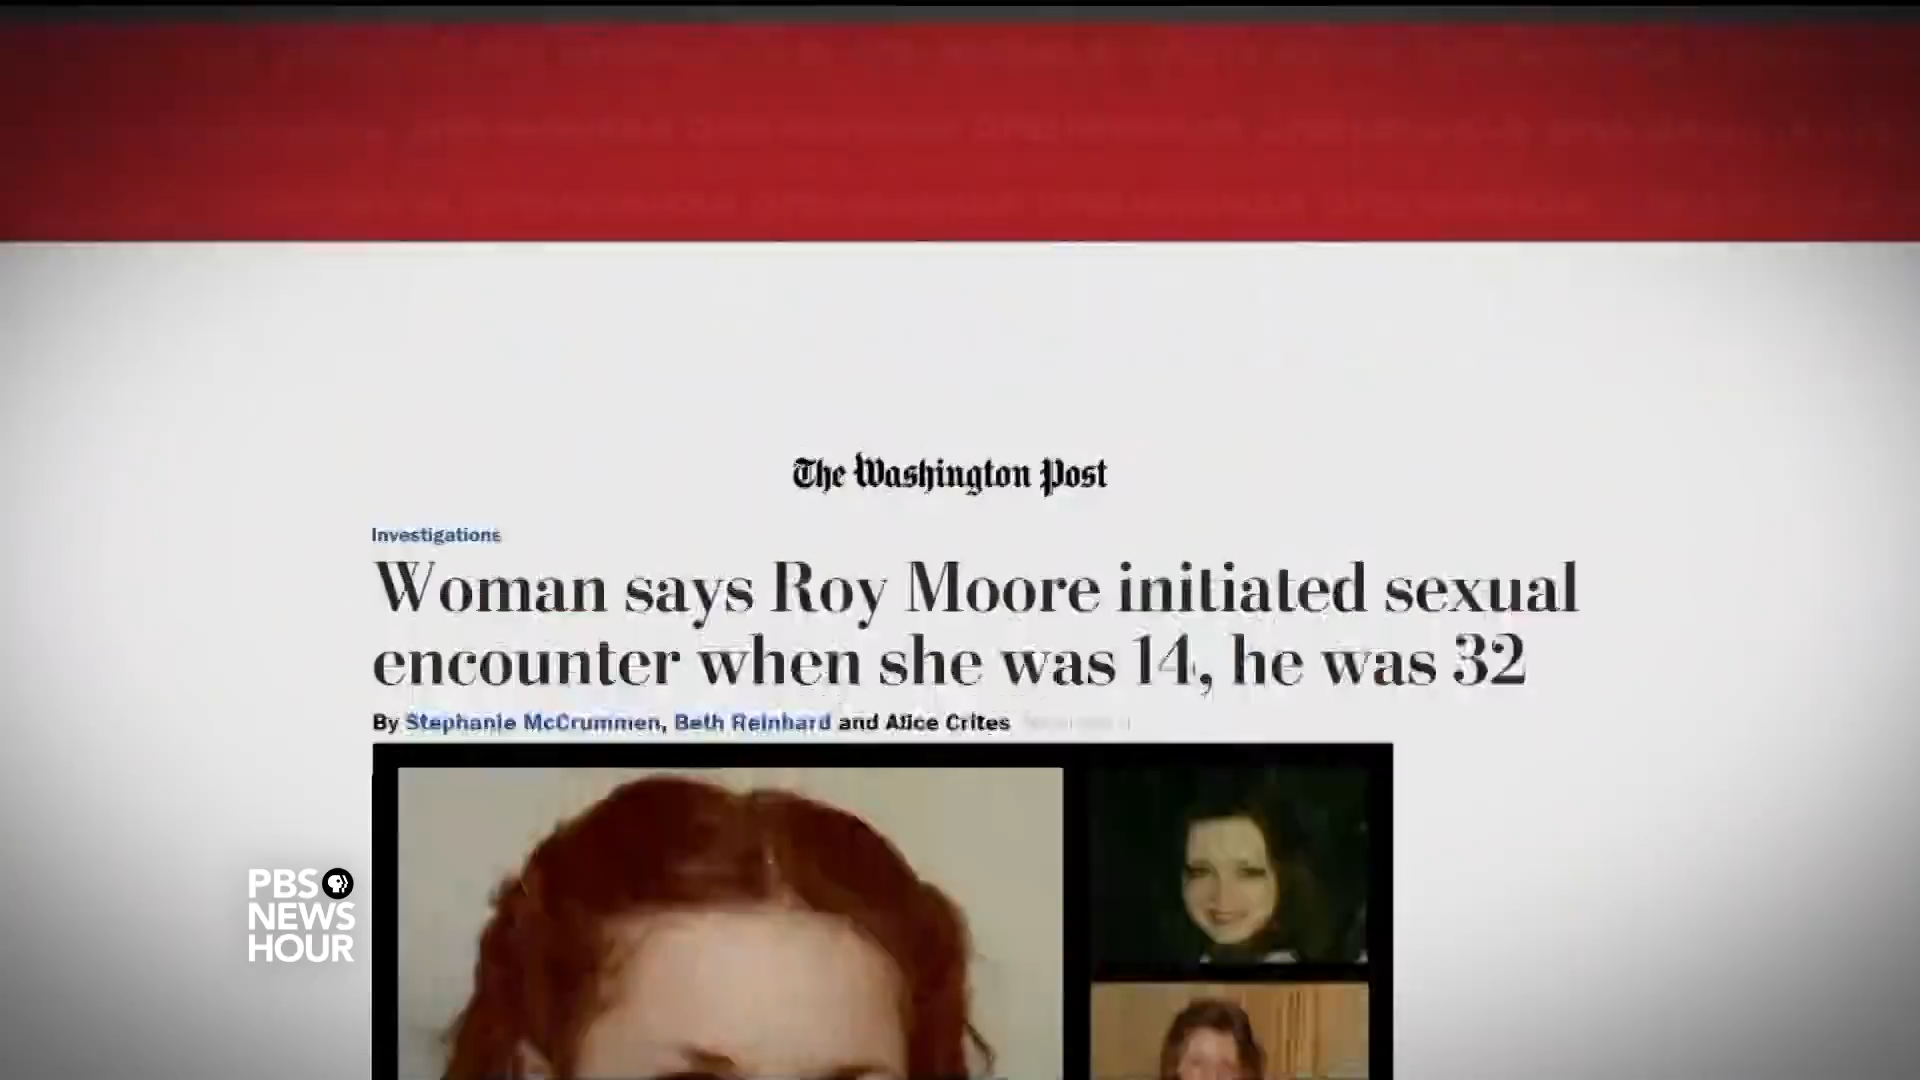 The Washington Post
Investigations
Woman says Roy Moore initiated sexual
encounter when she was 14, he was 32
By Stephanie McCrummen, Beth Reinhard and Alice Crites
PBS
NEWS
HOUR